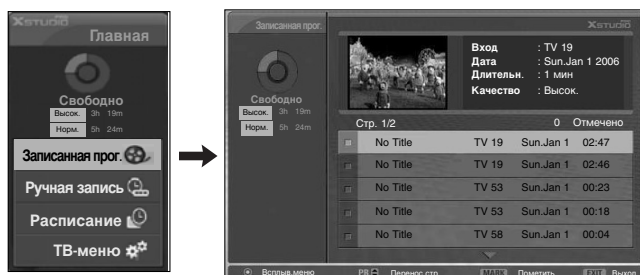 XSTUDIO
Главная
Свободно
Высок. 3h 19m
Норм. 5h 24m
Записанная прог.
Ручная запись
Расписание
ТВ-меню
Записанная прог.
XSTUDIO
Свободно
Высок. 3h 19m
Норм. 5h 24m
Вход : TV 19
Дата : Sun.Jan 1 2006
Длительн. : 1 мин
Качество : Высок.
Стр. 1/2 0 Отмечено
No Title TV 19 Sun.Jan 1 02:47
No Title TV 19 Sun.Jan 1 02:46
No Title TV 53 Sun.Jan 1 00:23
No Title TV 53 Sun.Jan 1 00:18
No Title TV 58 Sun.Jan 1 00:04
Всплыв.меню PR Перенос стр. MARK Пометить EXIT Выход